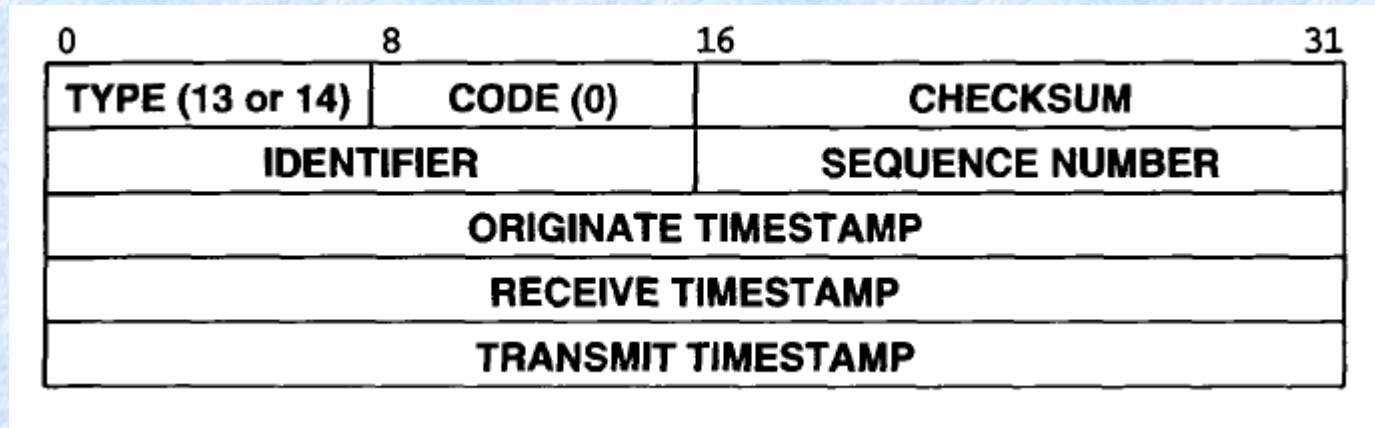 0 8 16 31
TYPE (13 or 14) CODE (0) CHECKSUM
IDENTIFIER SEQUENCE NUMBER
ORIGINATE TIMESTAMP
RECEIVE TIMESTAMP
TRANSMIT TIMESTAMP